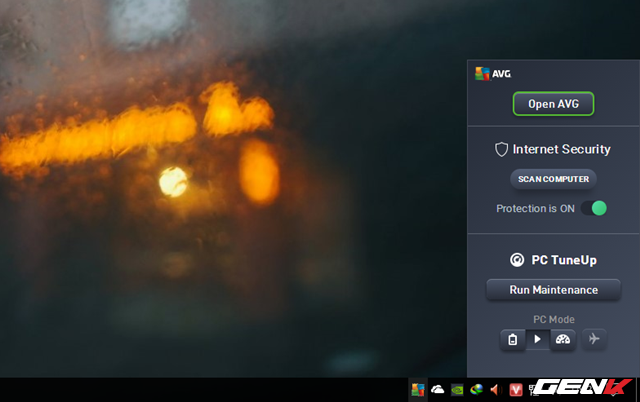 AVG
Open AVG
Internet Security
SCAN COMPUTER
Protection is ON
PC TuneUp
Run Maintenance
PC Mode
GENK